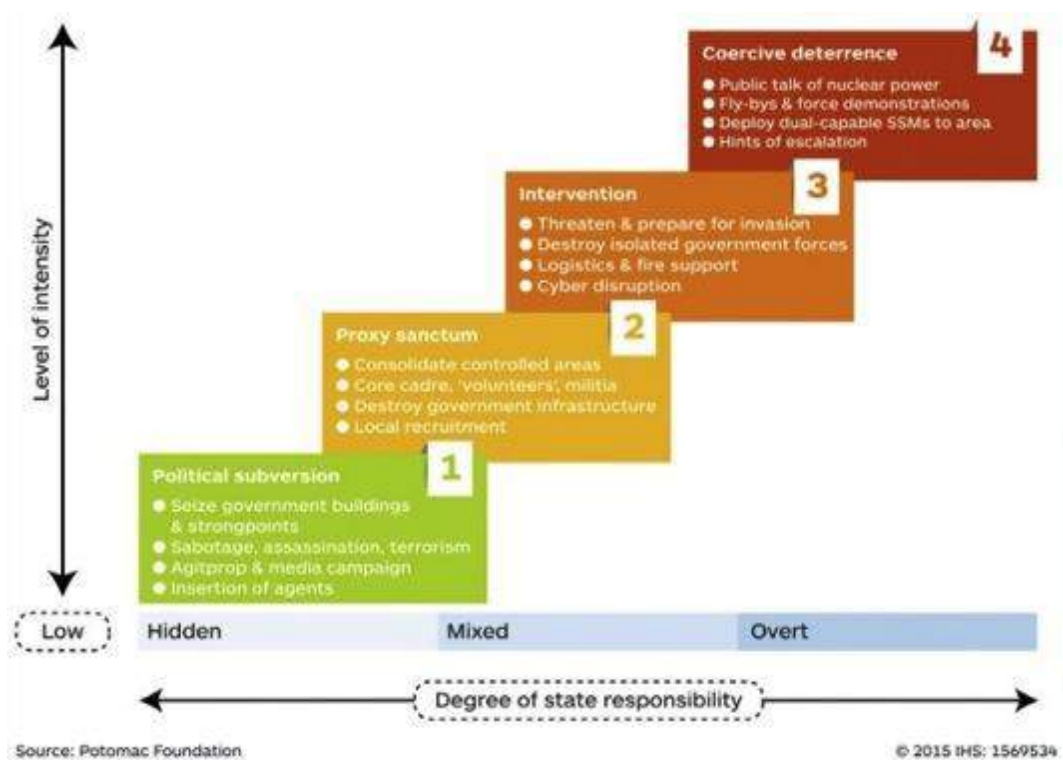 4
Coercive deterrence
● Public talk of nuclear power
● Fly-bys & force demonstrations
● Deploy dual-capable SSMs to area
● Hints of escalation
3
Intervention
● Threaten & prepare for invasion
● Destroy isolated government forces
● Logistics & fire support
● Cyber disruption
2
Proxy sanctum
● Consolidate controlled areas
● Core cadre, 'volunteers', militia
● Destroy government infrastructure
● Local recruitment
1
Political subversion
● Seize government buildings
& strongpoints
● Sabotage, assassination, terrorism
● Agitprop & media campaign
● Insertion of agents
Level of intensity
Low
Hidden
Mixed
Overt
Degree of state responsibility
Source: Potomac Foundation
© 2015 IHS: 1569534